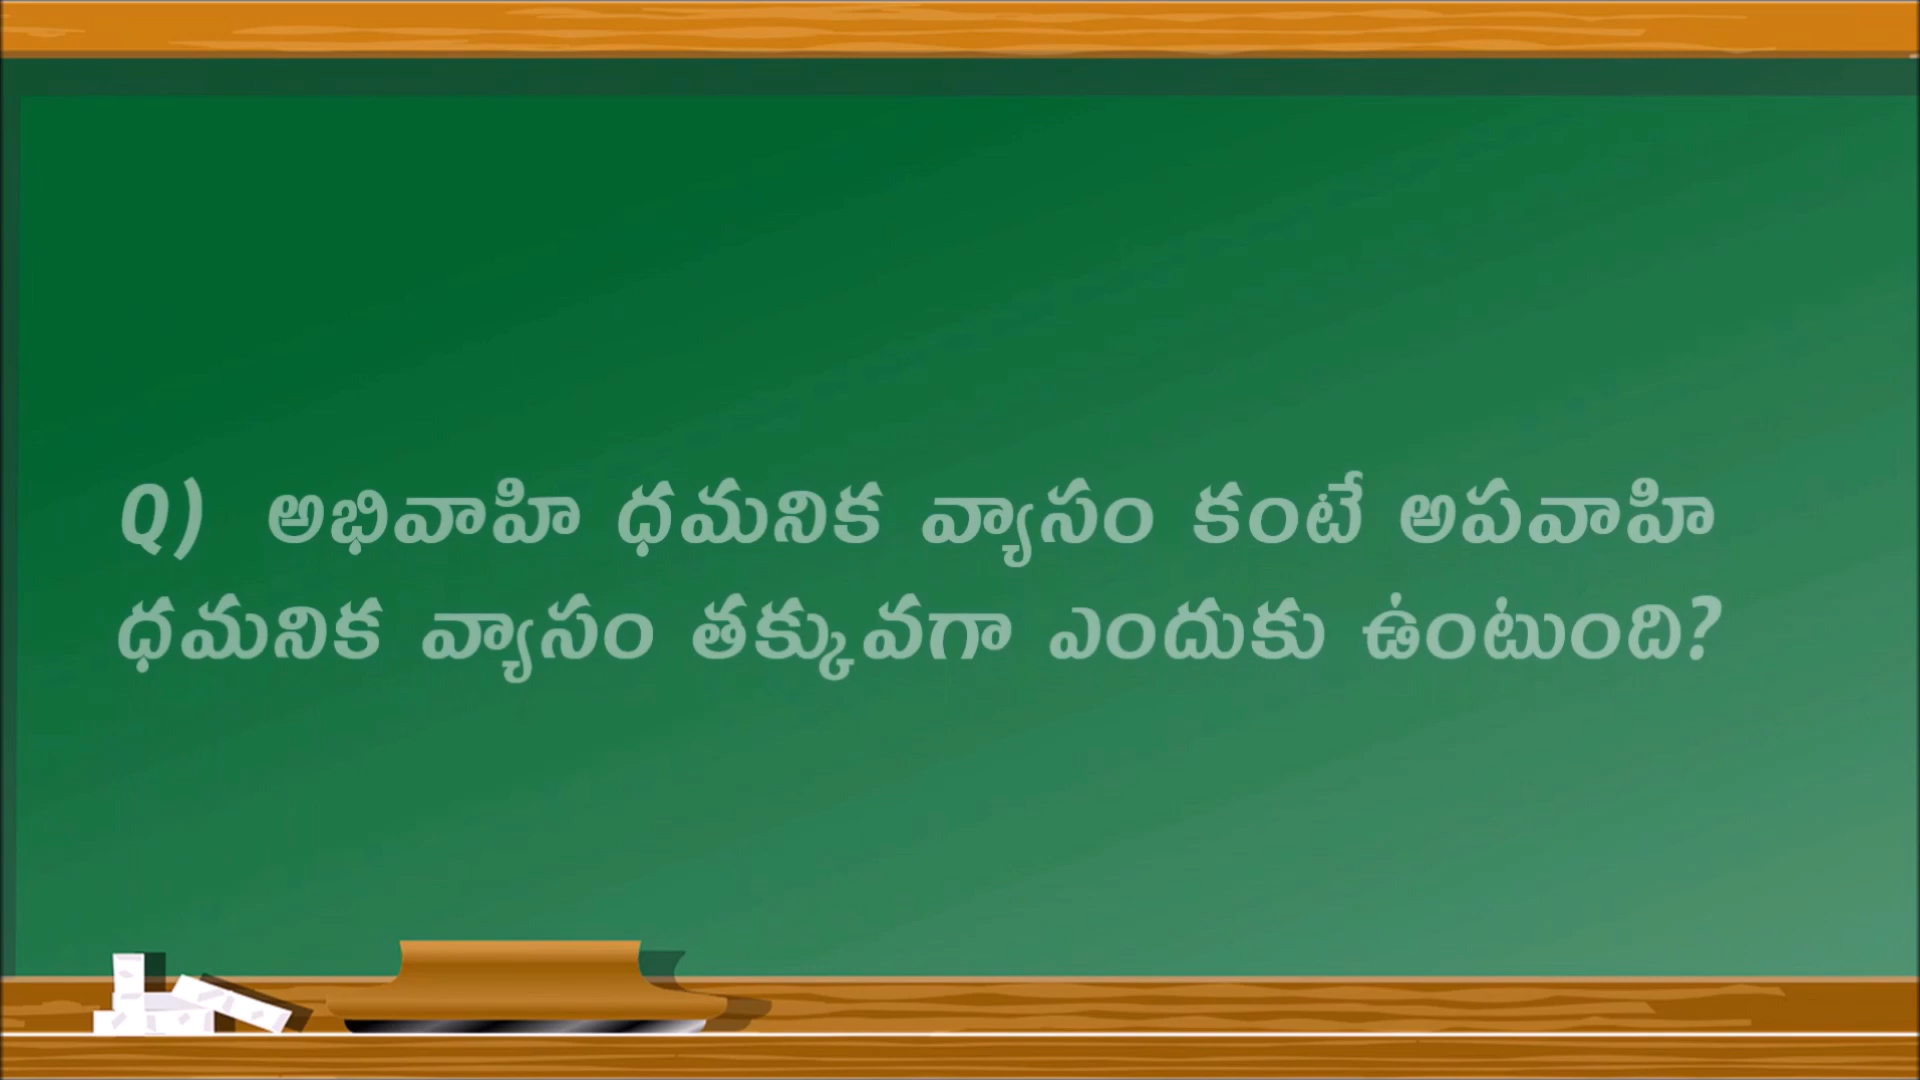 Q) అభివాహి ధమనిక వ్యాసం కంటే అపవాహి
ధమనిక వ్యాసం తక్కువగా ఎందుకు ఉంటుంది?